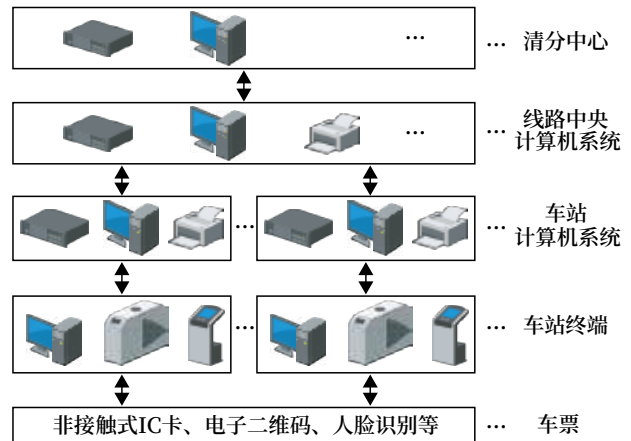 … … 清分中心
… … 线路中央
计算机系统
… … 车站
计算机系统
… … 车站终端
非接触式IC卡、电子二维码、人脸识别等 … 车票